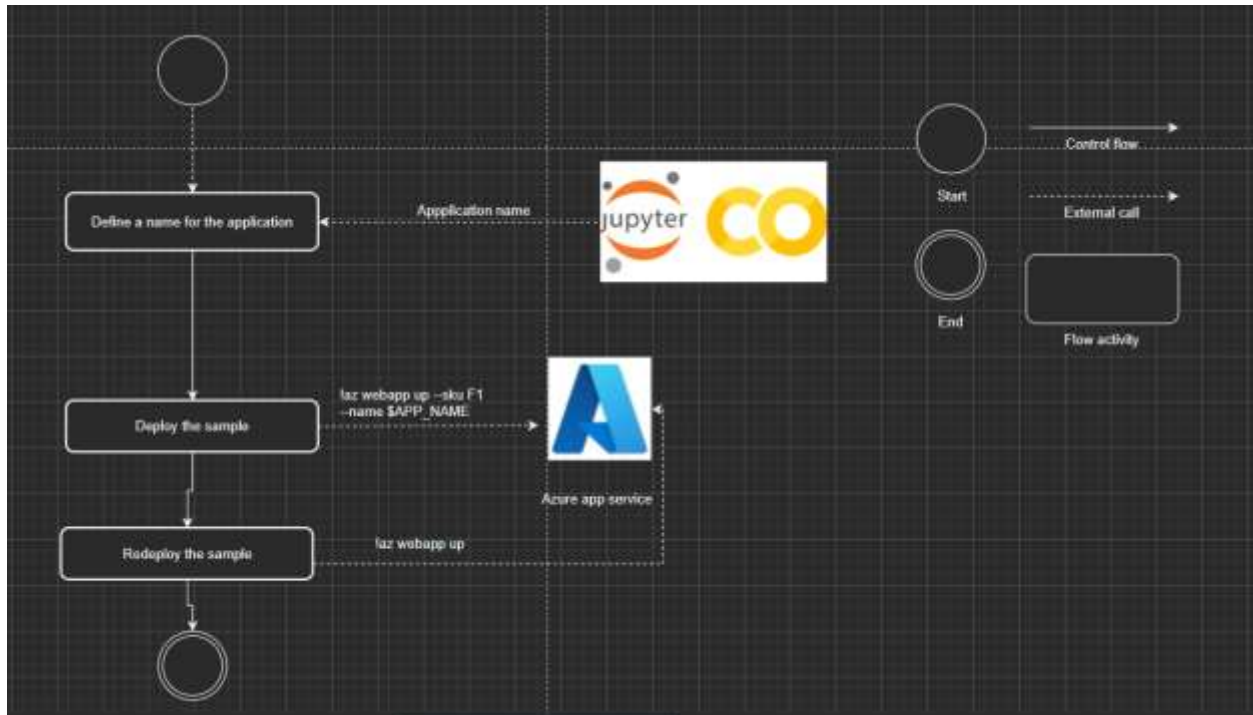 Define a name for the application
Appplication name
jupyter
CO
Deploy the sample
!az webapp up --sku F1
--name $APP_NAME
Azure app service
Redeploy the sample
!az webapp up
Start
Control flow
External call
End
Flow activity